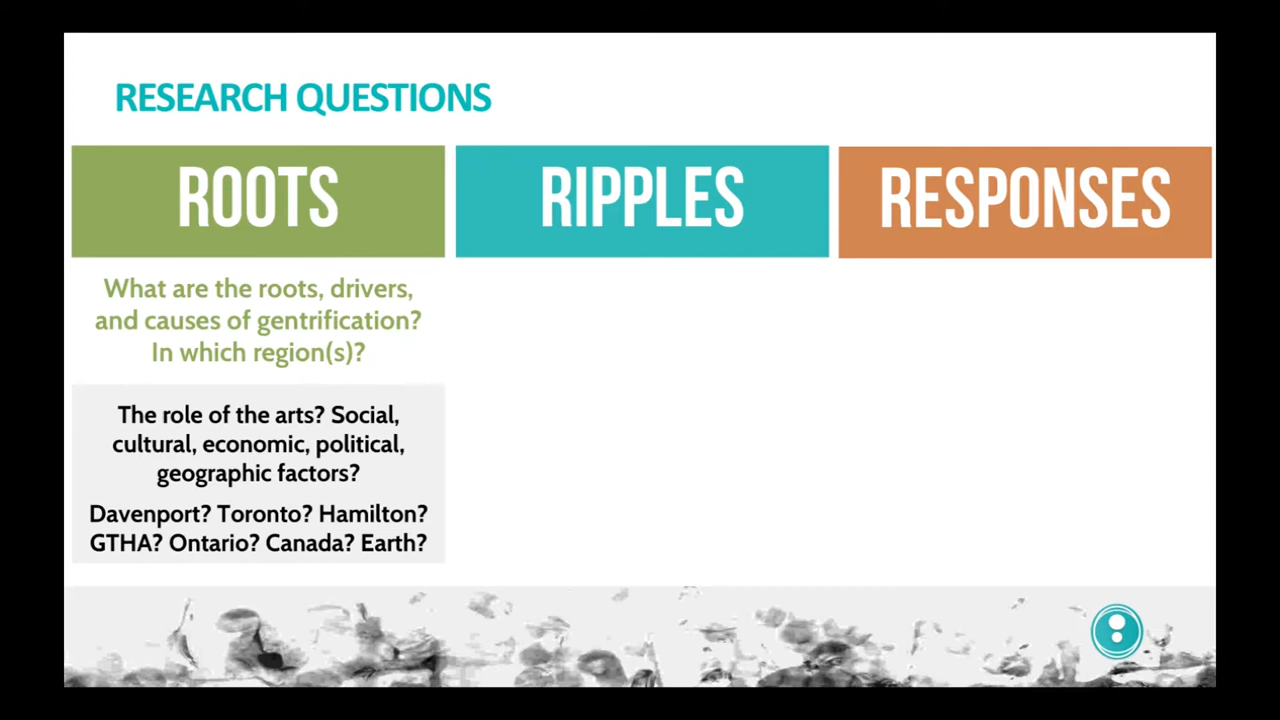 RESEARCH QUESTIONS
ROOTS
RIPPLES
RESPONSES
What are the roots, drivers,
and causes of gentrification?
In which region(s)?
The role of the arts? Social,
cultural, economic, political,
geographic factors?
Davenport? Toronto? Hamilton?
GTHA? Ontario? Canada? Earth?